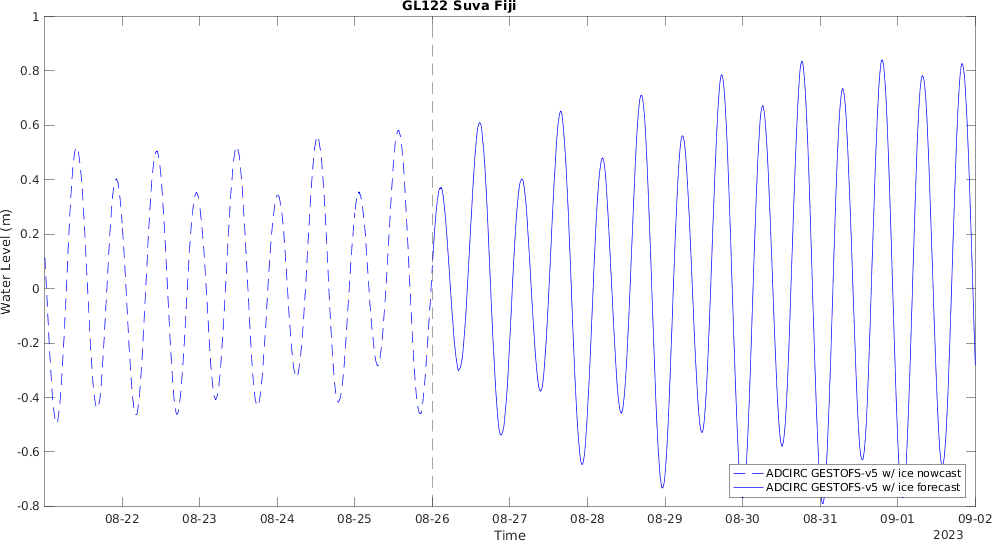 GL122 Suva Fiji
Water Level (m)
1
0.8
0.6
0.4
0.2
0
-0.2
-0.4
-0.6
-0.8
ADCIRC GESTOFS-v5 w/ ice nowcast
ADCIRC GESTOFS-v5 w/ ice forecast
08-22 08-23 08-24 08-25 08-26 08-27 08-28 08-29 08-30 08-31 09-01 09-02
Time
2023